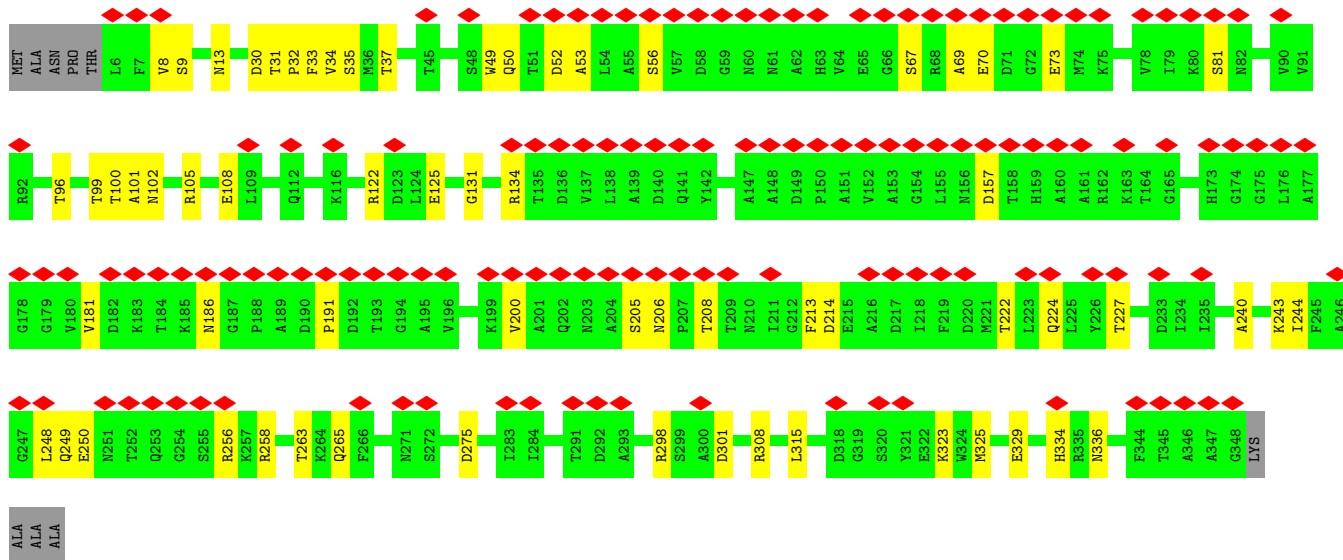 MET ALA ASN PRO THR L6 F7 V8 S9 N13 D30 T31 P32 F33 V34 S35 M36 T37 T45 S48 W49 Q50 T51 D52 A53 L54 A55 S56 V57 D58 G59 N60 N61 A62 H63 V64 E65 G66 S67 R68 A69 E70 D71 G72 E73 M74 K75 V78 I79 K80 S81 N82 V90 V91
R92 T96 T99 T100 A101 N102 R105 E108 L109 Q112 K116 R122 D123 L124 E125 G131 R134 T135 D136 V137 L138 A139 D140 Q141 Y142 A147 A148 D149 P150 A151 V152 A153 G154 L155 N156 D157 T158 H159 A160 A161 R162 K163 T164 G165 H173 G174 G175 L176 A177
G178 G179 V180 V181 D182 K183 T184 K185 N186 G187 P188 A189 D190 P191 D192 T193 G194 A195 V196 K199 V200 A201 Q202 N203 A204 S205 N206 P207 T208 T209 N210 I211 G212 F213 D214 E215 A216 D217 I218 F219 D220 M221 T222 L223 Q224 L225 Y226 T227 D233 I234 I235 A240 K243 I244 F245 A246
G247 L248 Q249 E250 N251 T252 Q253 G254 S255 R256 K257 R258 T263 K264 Q265 F266 N271 S272 D275 I283 I284 T291 D292 A293 R298 S299 A300 D301 R308 L315 D318 G319 S320 Y321 E322 K323 W324 M325 E329 H334 R335 N336 F344 T345 A346 A347 G348 LYS
ALA ALA ALA